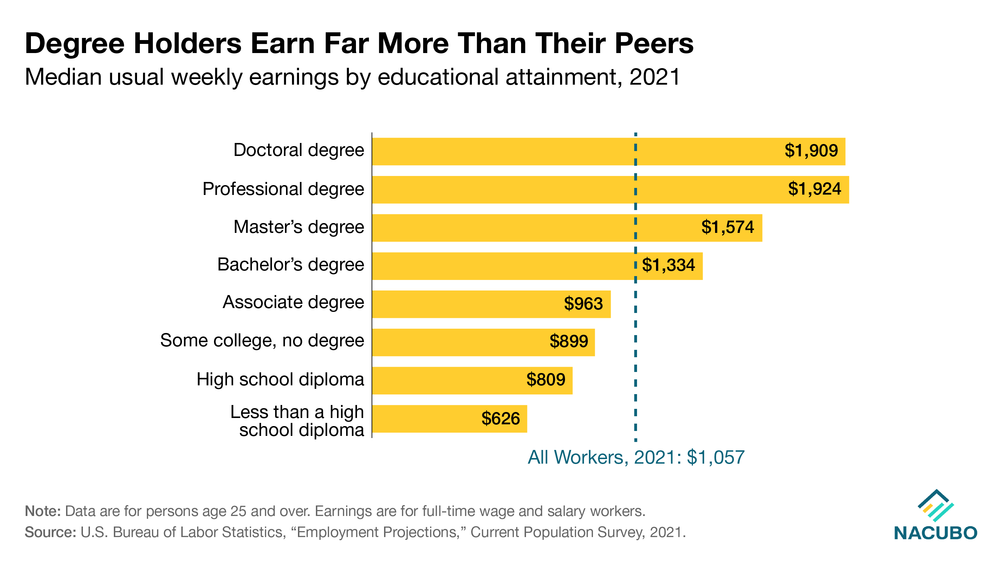 Degree Holders Earn Far More Than Their Peers
Median usual weekly earnings by educational attainment, 2021
Doctoral degree $1,909
Professional degree $1,924
Master’s degree $1,574
Bachelor’s degree $1,334
Associate degree $963
Some college, no degree $899
High school diploma $809
Less than a high
school diploma $626
All Workers, 2021: $1,057
Note: Data are for persons age 25 and over. Earnings are for full-time wage and salary workers.
Source: U.S. Bureau of Labor Statistics, “Employment Projections,” Current Population Survey, 2021.
NACUBO